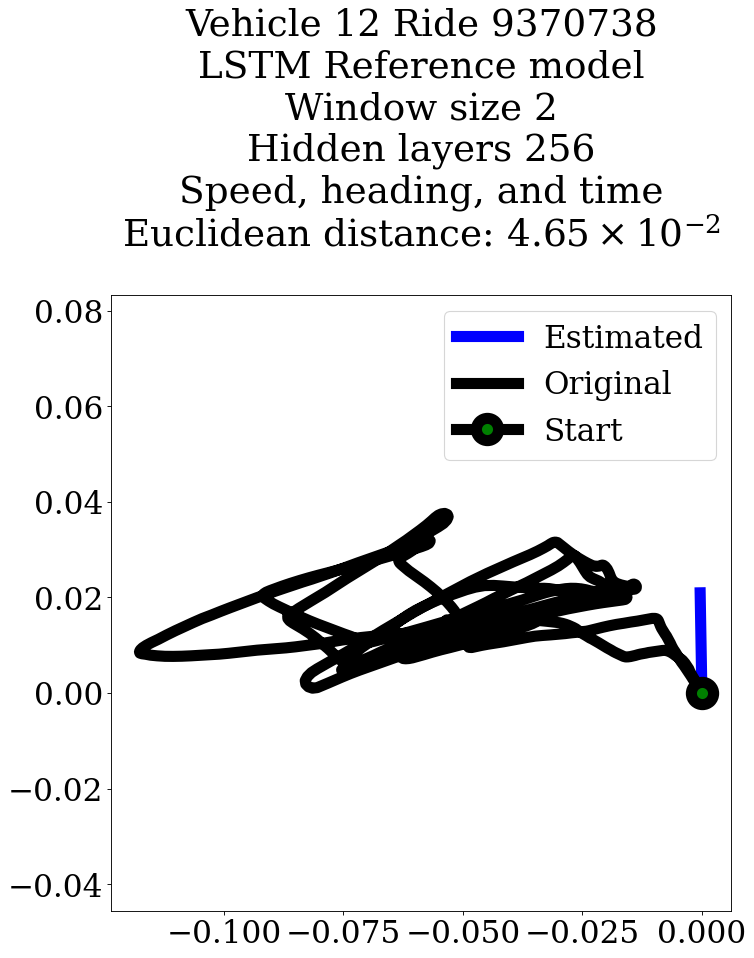 Vehicle 12 Ride 9370738
LSTM Reference model
Window size 2
Hidden layers 256
Speed, heading, and time
Euclidean distance: 4.65 × 10⁻²
Estimated
Original
Start
0.08
0.06
0.04
0.02
0.00
−0.02
−0.04
−0.100 −0.075 −0.050 −0.025 0.000